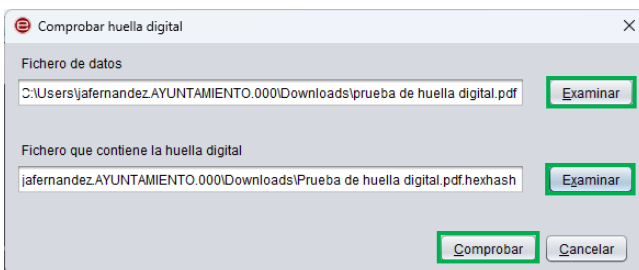 Comprobar huella digital
Fichero de datos
C:\Users\jafernandez.AYUNTAMIENTO.000\Downloads\prueba de huella digital.pdf Examinar
Fichero que contiene la huella digital
jafernandez.AYUNTAMIENTO.000\Downloads\Prueba de huella digital.pdf.hexhash Examinar
Comprobar Cancelar